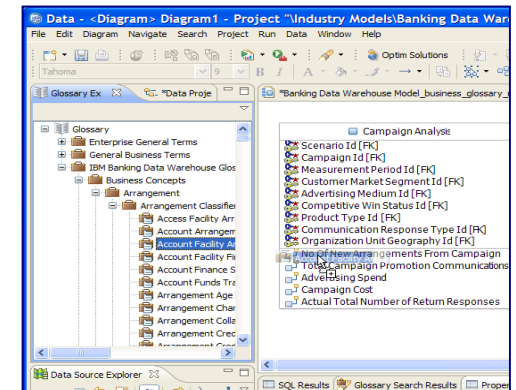 Data - <Diagram> Diagram1 - Project "\Industry Models\Banking Data War
File Edit Diagram Navigate Search Project Run Data Window Help
Optim Solutions
Tahoma 9 B I A
Glossary Ex *Data Proje
*Banking Data Warehouse Model_business_glossary_
Glossary
Enterprise General Terms
General Business Terms
IBM Banking Data Warehouse Glos
Business Concepts
Arrangement
Arrangement Classifier
Access Facility Arr
Account Arrangem
Account Facility Ar
Account Facility Fi
Account Finance S
Account Funds Tra
Arrangement Age
Arrangement Char
Arrangement Colla
Arrangement Crec
Arrangement Crec
Campaign Analysis
Scenario Id [FK]
Campaign Id [FK]
Measurement Period Id [FK]
Customer Market Segment Id [FK]
Advertising Medium Id [FK]
Competitive Win Status Id [FK]
Product Type Id [FK]
Communication Response Type Id [FK]
Organization Unit Geography Id [FK]
No Of New Arrangements From Campaign
Total Campaign Promotion Communications
Advertising Spend
Campaign Cost
Actual Total Number of Return Responses
Data Source Explorer
SQL Results Glossary Search Results Prope